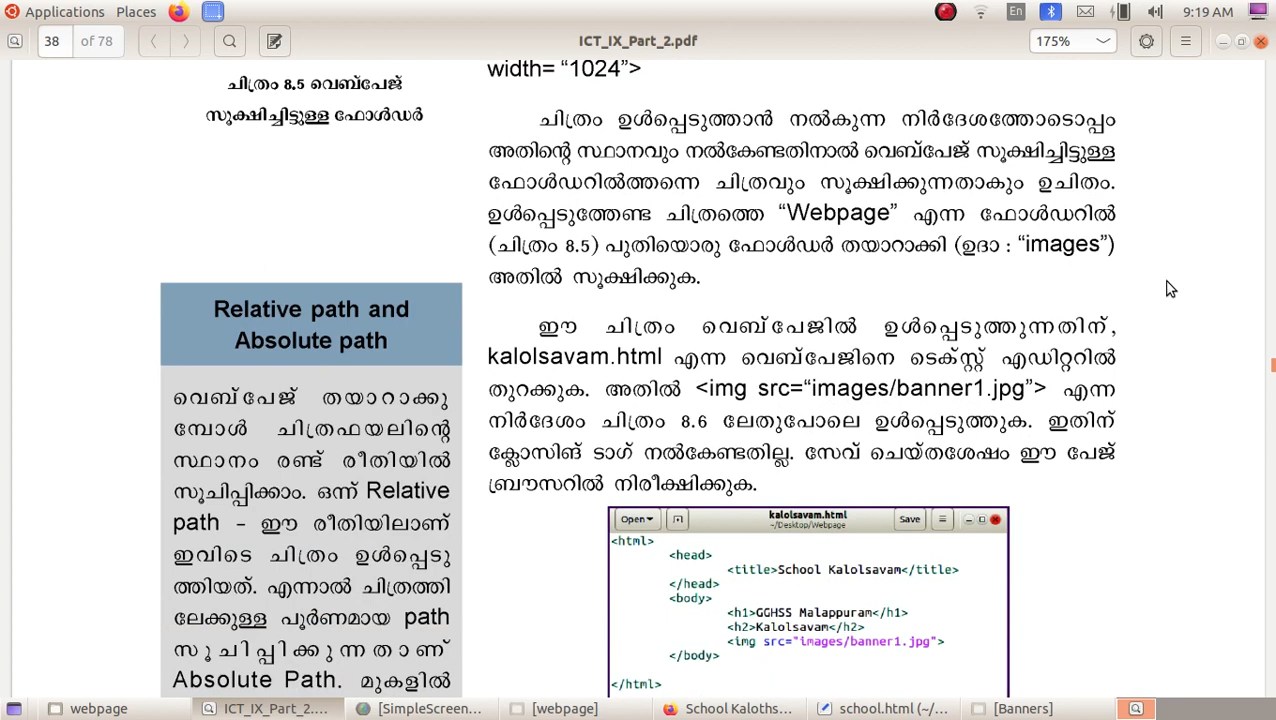 Applications Places En 9:19 AM
38 of 78 ICT_IX_Part_2.pdf 175%
ചിത്രം 8.5 വെബ്പേജ്
സൂക്ഷിച്ചിട്ടുള്ള ഫോൾഡർ
width= “1024”>
ചിത്രം ഉൾപ്പെടുത്താൻ നൽകുന്ന നിർദേശത്തോടൊപ്പം
അതിന്റെ സ്ഥാനവും നൽകേണ്ടതിനാൽ വെബ്പേജ് സൂക്ഷിച്ചിട്ടുള്ള
ഫോൾഡറിൽത്തന്നെ ചിത്രവും സൂക്ഷിക്കുന്നതാകും ഉചിതം.
ഉൾപ്പെടുത്തേണ്ട ചിത്രത്തെ “Webpage” എന്ന ഫോൾഡറിൽ
(ചിത്രം 8.5) പുതിയൊരു ഫോൾഡർ തയാറാക്കി (ഉദാ : “images”)
അതിൽ സൂക്ഷിക്കുക.
ഈ ചിത്രം വെബ്പേജിൽ ഉൾപ്പെടുത്തുന്നതിന്,
kalolsavam.html എന്ന വെബ്പേജിനെ ടെക്സ്റ്റ് എഡിറ്ററിൽ
തുറക്കുക. അതിൽ <img src=“images/banner1.jpg”> എന്ന
നിർദേശം ചിത്രം 8.6 ലേതുപോലെ ഉൾപ്പെടുത്തുക. ഇതിന്
ക്ലോസിങ് ടാഗ് നൽകേണ്ടതില്ല. സേവ് ചെയ്തശേഷം ഈ പേജ്
ബ്രൗസറിൽ നിരീക്ഷിക്കുക.
Relative path and
Absolute path
വെബ്പേജ് തയാറാക്കു
മ്പോൾ ചിത്രഫയലിന്റെ
സ്ഥാനം രണ്ട് രീതിയിൽ
സൂചിപ്പിക്കാം. ഒന്ന് Relative
path – ഈ രീതിയിലാണ്
ഇവിടെ ചിത്രം ഉൾപ്പെടു
ത്തിയത്. എന്നാൽ ചിത്രത്തി
ലേക്കുള്ള പൂർണമായ path
സൂചിപ്പിക്കുന്നതാണ്
Absolute Path. മുകളിൽ
Open kalolsavam.html Save
~/Desktop/Webpage
<html>
<head>
<title>School Kalolsavam</title>
</head>
<body>
<h1>GGHSS Malappuram</h1>
<h2>Kalolsavam</h2>
<img src="images/banner1.jpg">
</body>
</html>
webpage ICT_IX_Part_2.... [SimpleScreen... [webpage] School Kaloths... school.html (~/... [Banners]